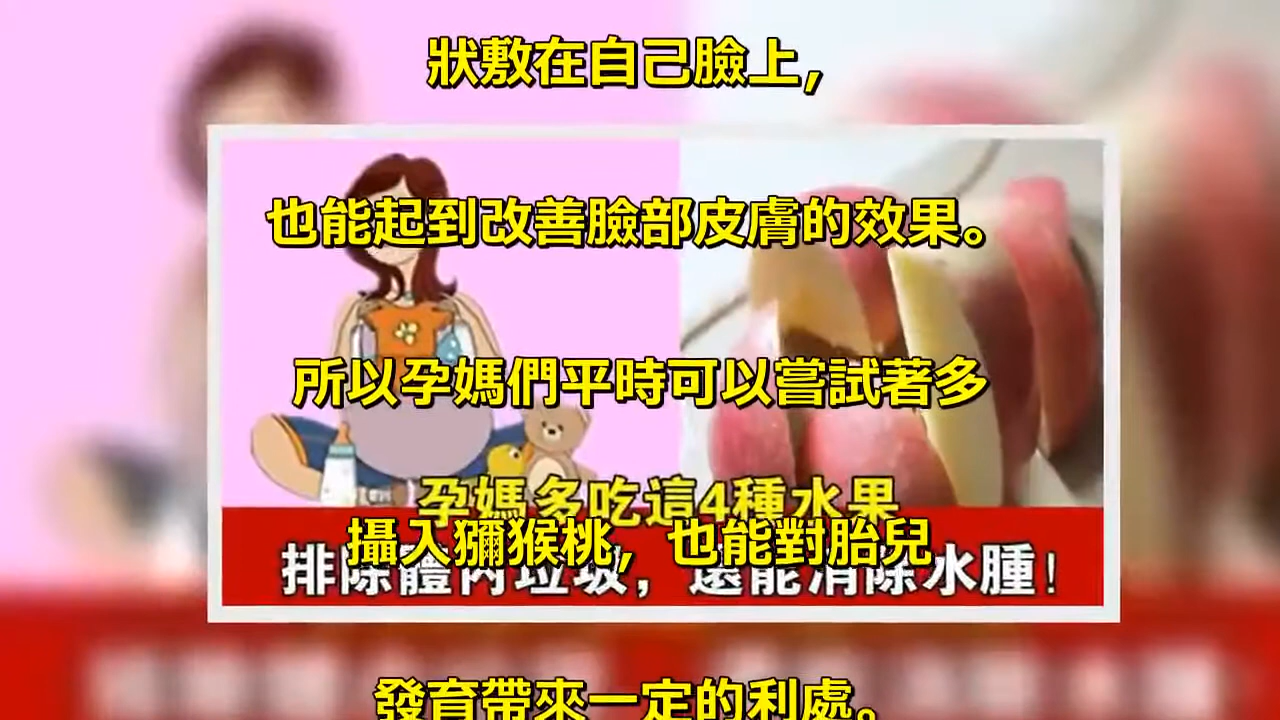 狀敷在自己臉上，
也能起到改善臉部皮膚的效果。
所以孕媽們平時可以嘗試著多
孕媽多吃這4種水果
攝入獼猴桃，也能對胎兒
排除體內垃圾，還能消除水腫！
發育帶來一定的利處。